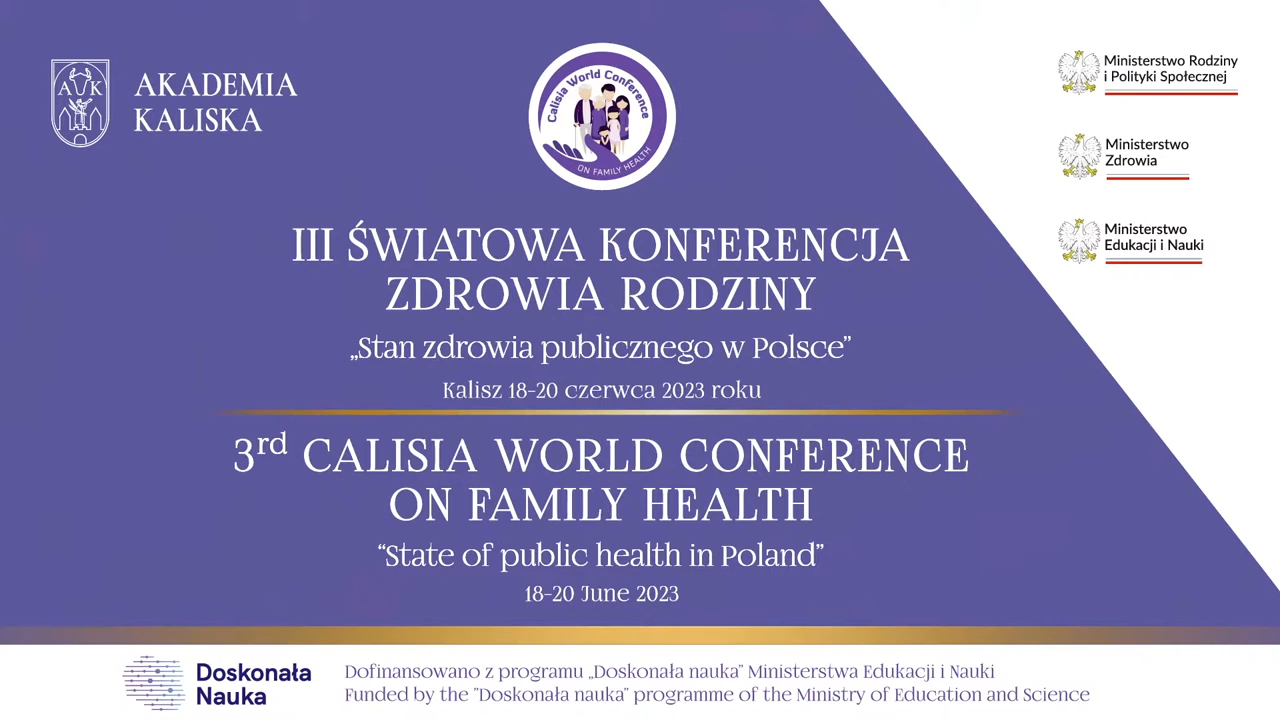 AKADEMIA
KALISKA
A K
Calisia World Conference
ON FAMILY HEALTH
Ministerstwo Rodziny
i Polityki Społecznej
Ministerstwo
Zdrowia
Ministerstwo
Edukacji i Nauki
III ŚWIATOWA KONFERENCJA
ZDROWIA RODZINY
„Stan zdrowia publicznego w Polsce”
Kalisz 18-20 czerwca 2023 roku
3rd CALISIA WORLD CONFERENCE
ON FAMILY HEALTH
“State of public health in Poland”
18-20 June 2023
Doskonała
Nauka
Dofinansowano z programu „Doskonała nauka” Ministerstwa Edukacji i Nauki
Funded by the "Doskonała nauka" programme of the Ministry of Education and Science